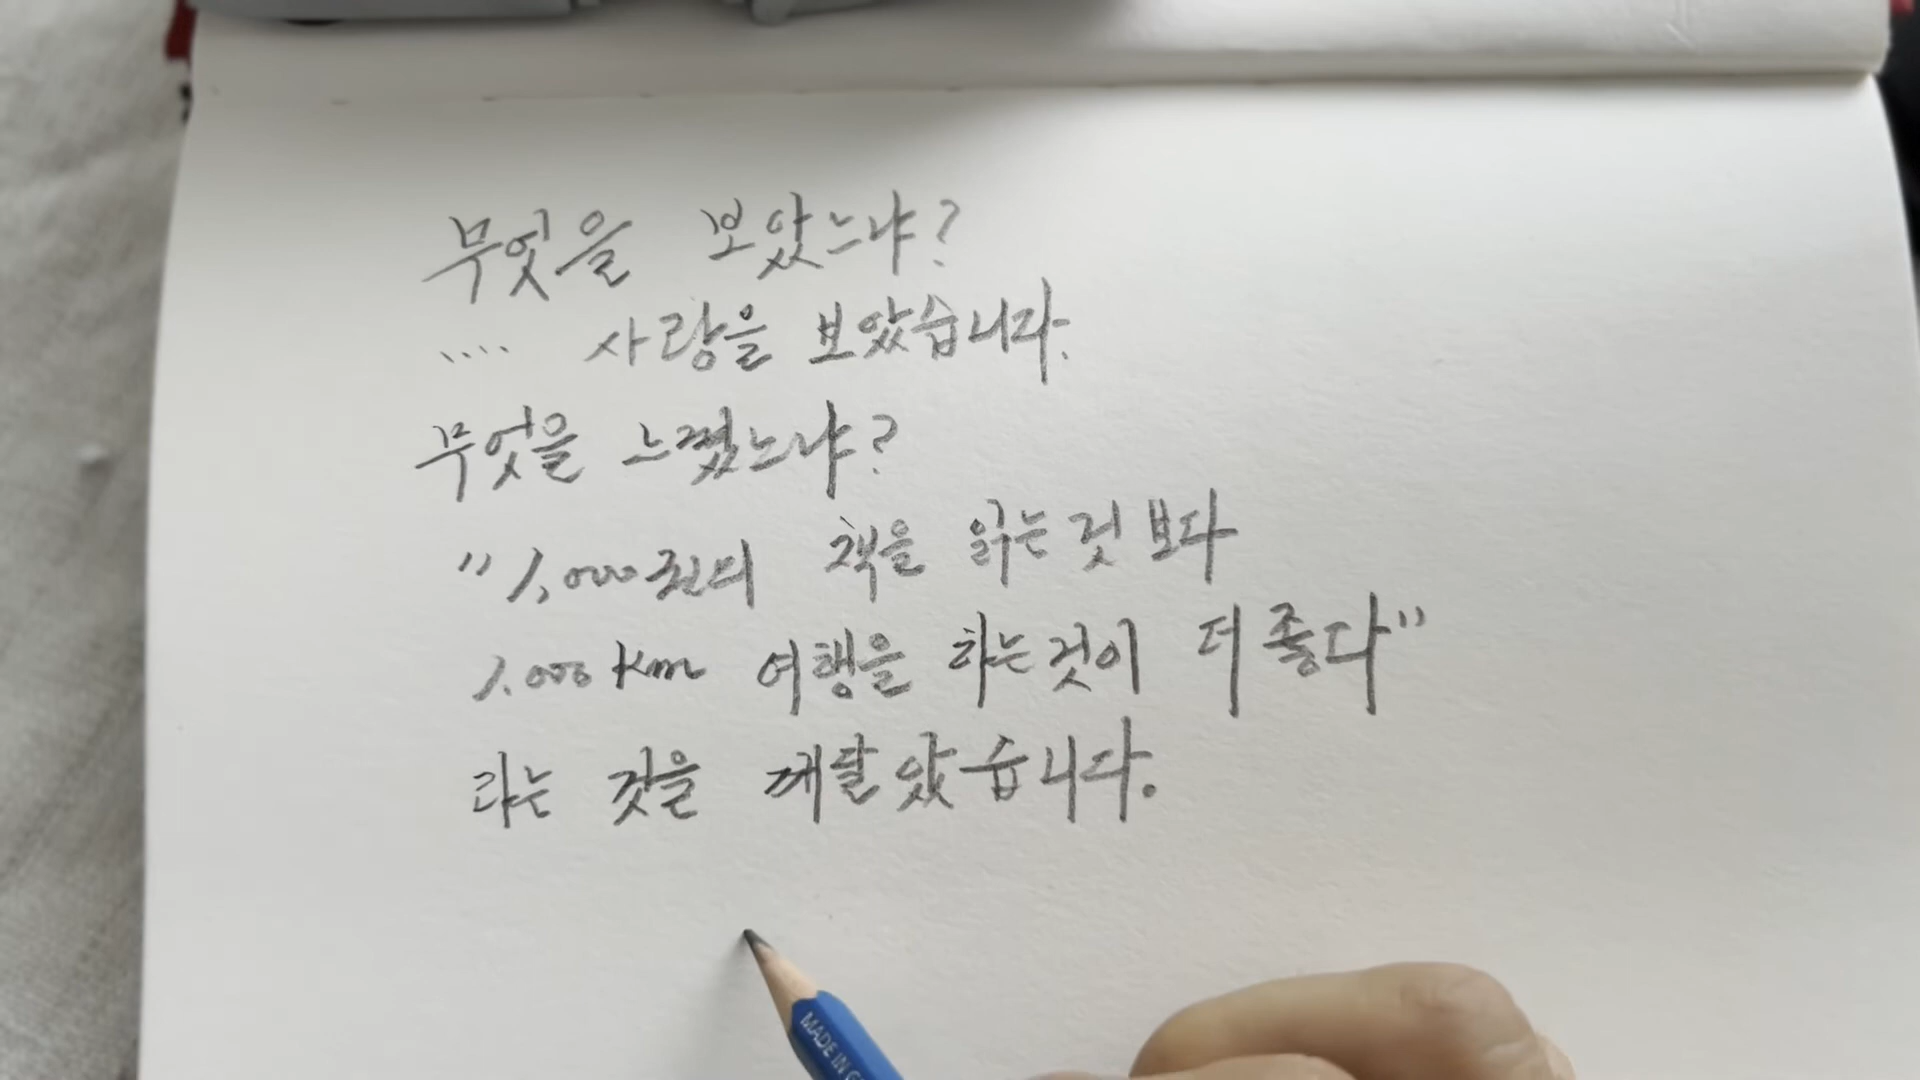 무엇을 보았느냐?
.... 사랑을 보았습니다.
무엇을 느꼈느냐?
"1,000권의 책을 읽는것 보다
1.000km 여행을 하는것이 더 좋다"
라는 것을 깨달았습니다.
MADE IN G